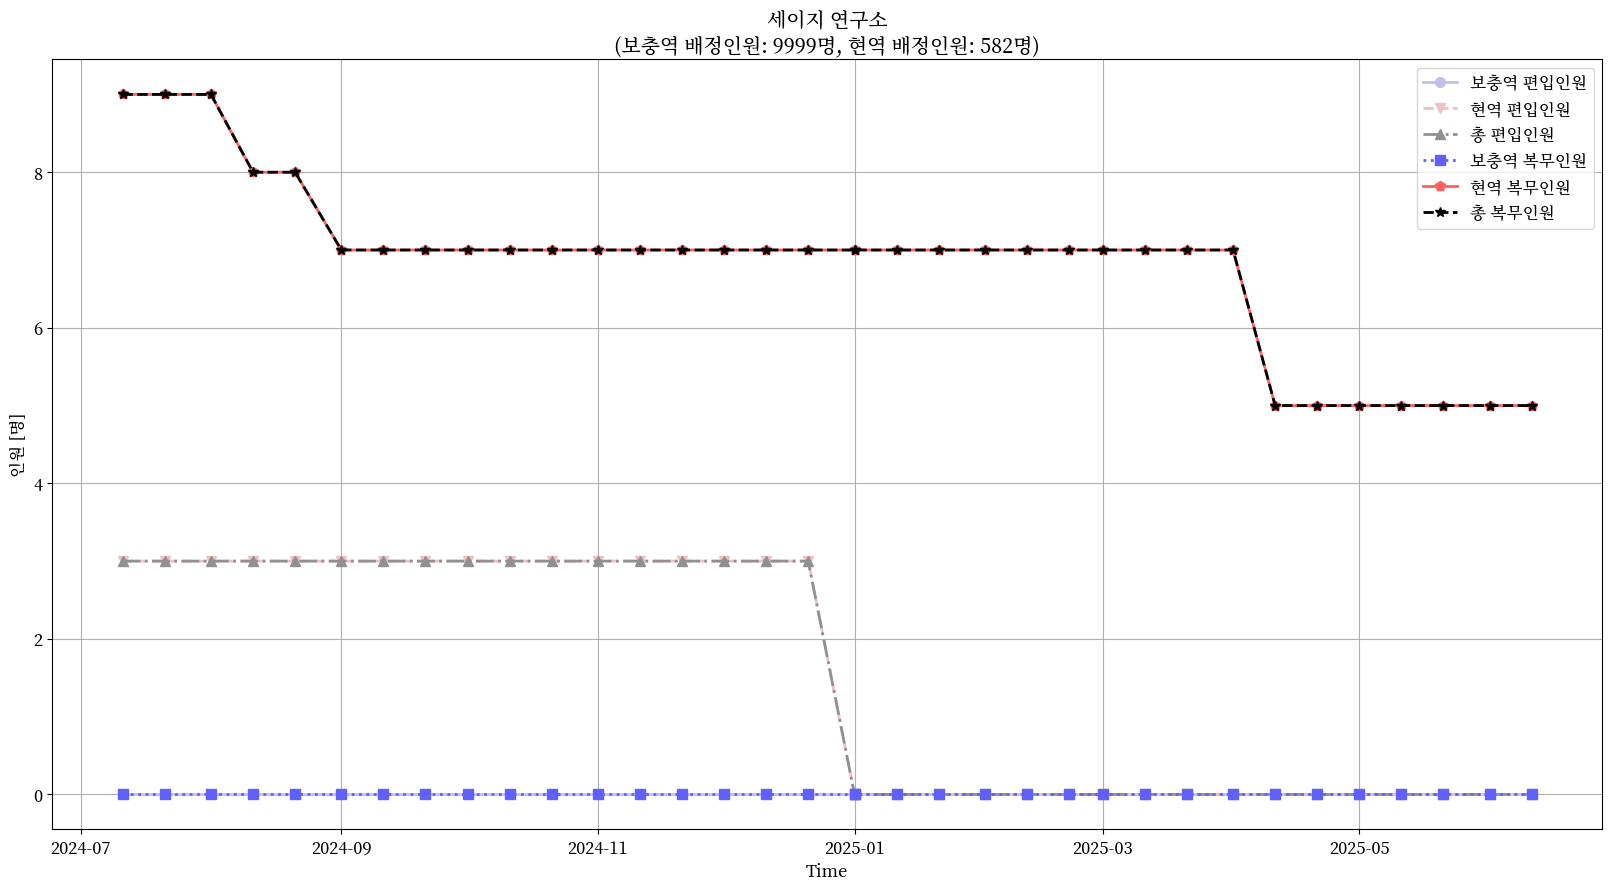 세이지 연구소
(보충역 배정인원: 9999명, 현역 배정인원: 582명)
보충역 편입인원
현역 편입인원
총 편입인원
보충역 복무인원
현역 복무인원
총 복무인원
인원 [명]
8
6
4
2
0
2024-07
2024-09
2024-11
2025-01
2025-03
2025-05
Time